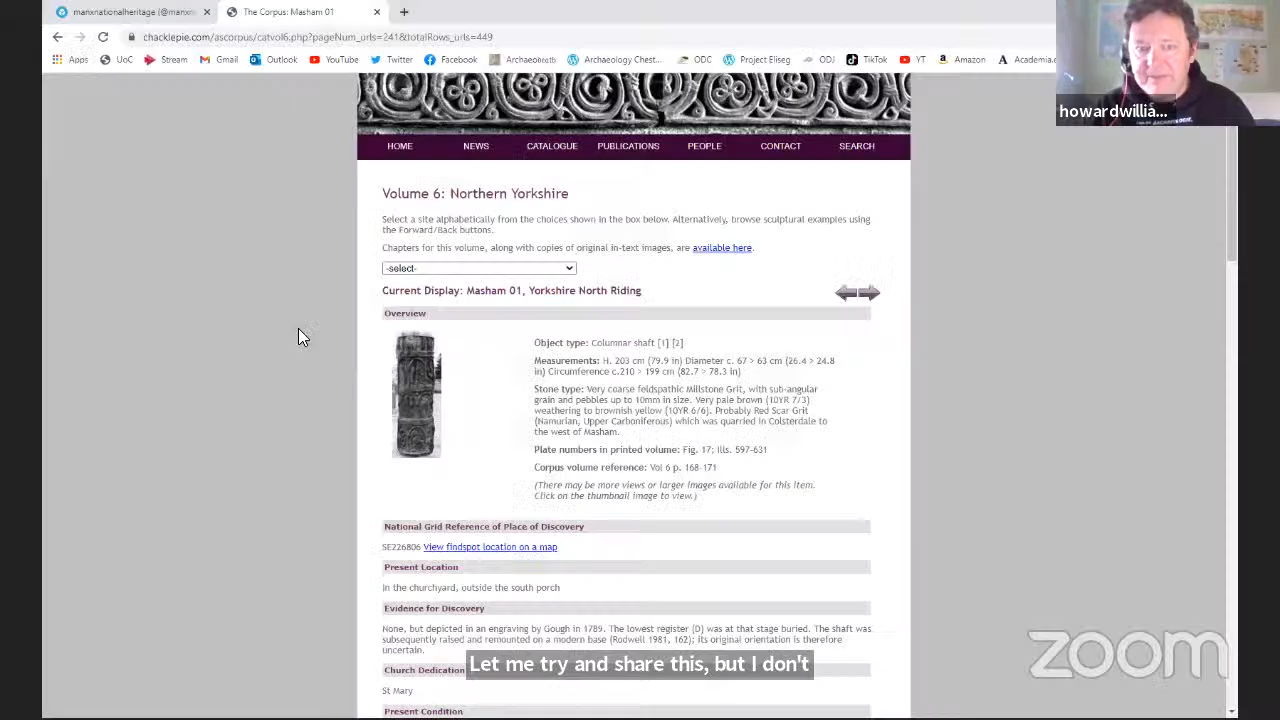 manxnationalheritage (@manxn
The Corpus: Masham 01
chacklepie.com/ascorpus/catvol6.php?pageNum_urls=241&totalRows_urls=449
Apps UoC Stream Gmail Outlook YouTube Twitter Facebook Archaeodeath Archaeology Chest... ODC Project Eliseg ODJ TikTok YT Amazon Academia.c
howardwillia...
HOME NEWS CATALOGUE PUBLICATIONS PEOPLE CONTACT SEARCH
Volume 6: Northern Yorkshire
Select a site alphabetically from the choices shown in the box below. Alternatively, browse sculptural examples using
the Forward/Back buttons.
Chapters for this volume, along with copies of original in-text images, are available here.
-select-
Current Display: Masham 01, Yorkshire North Riding
Overview
Object type: Columnar shaft [1] [2]
Measurements: H. 203 cm (79.9 in) Diameter c. 67 > 63 cm (26.4 > 24.8
in) Circumference c.210 > 199 cm (82.7 > 78.3 in)
Stone type: Very coarse feldspathic Millstone Grit, with sub-angular
grain and pebbles up to 10mm in size. Very pale brown (10YR 7/3)
weathering to brownish yellow (10YR 6/6). Probably Red Scar Grit
(Namurian, Upper Carboniferous) which was quarried in Colsterdale to
the west of Masham.
Plate numbers in printed volume: Fig. 17; Ills. 597-631
Corpus volume reference: Vol 6 p. 168-171
(There may be more views or larger images available for this item.
Click on the thumbnail image to view.)
National Grid Reference of Place of Discovery
SE226806 View findspot location on a map
Present Location
In the churchyard, outside the south porch
Evidence for Discovery
None, but depicted in an engraving by Gough in 1789. The lowest register (D) was at that stage buried. The shaft was
subsequently raised and remounted on a modern base (Rodwell 1981, 162); its original orientation is therefore
uncertain.
Church Dedication
Let me try and share this, but I don't
St Mary
Present Condition
zoom